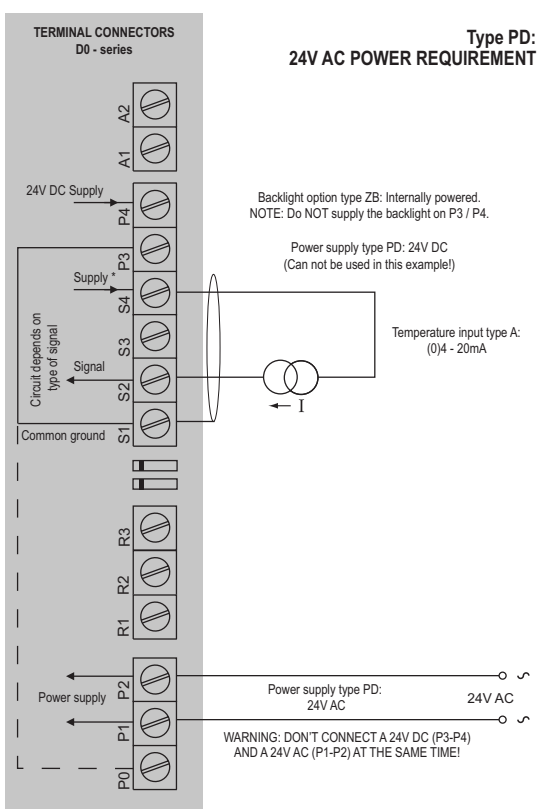 TERMINAL CONNECTORS
D0 - series
Type PD:
24V AC POWER REQUIREMENT
A2
A1
24V DC Supply
P4
Backlight option type ZB: Internally powered.
NOTE: Do NOT supply the backlight on P3 / P4.
P3
Power supply type PD: 24V DC
(Can not be used in this example!)
Supply *
S4
Circuit depends on
type of signal
S3
Temperature input type A:
(0)4 - 20mA
Signal
S2
I
Common ground
S1
R3
R2
R1
P2
Power supply
Power supply type PD:
24V AC
24V AC
P1
WARNING: DON'T CONNECT A 24V DC (P3-P4)
AND A 24V AC (P1-P2) AT THE SAME TIME!
P0